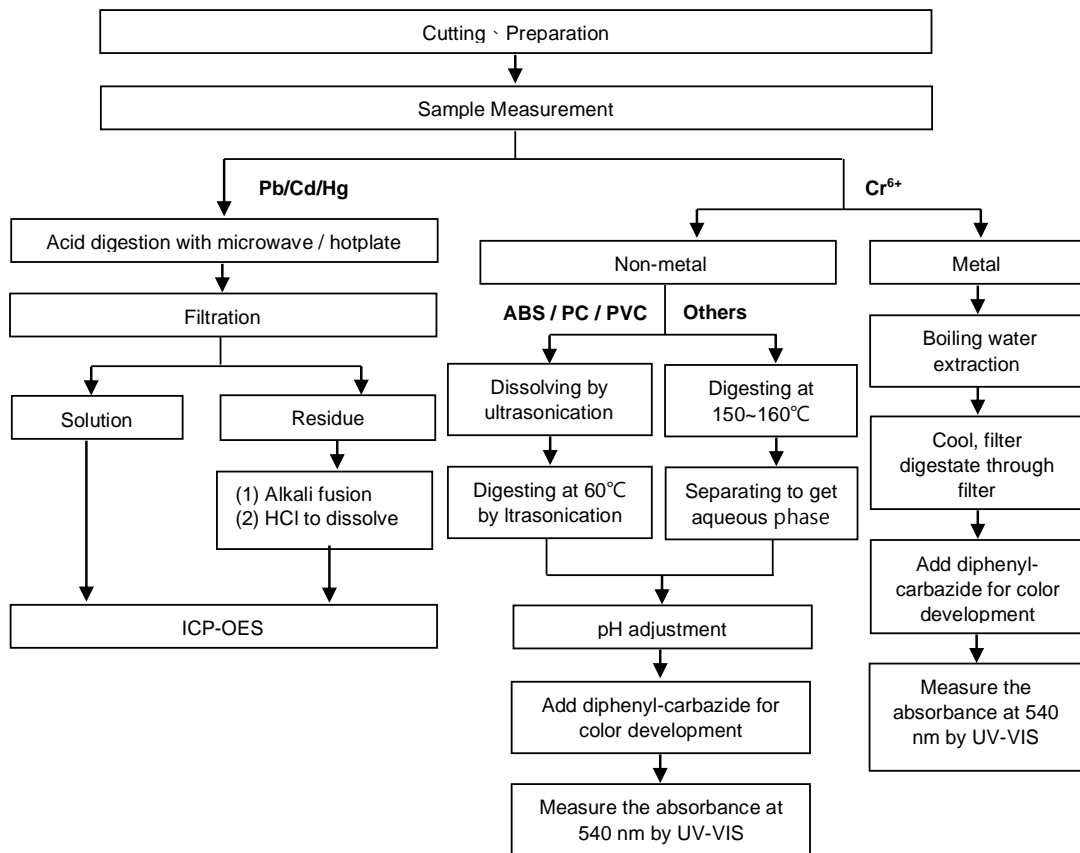 Cutting、Preparation
Sample Measurement
Pb/Cd/Hg
Cr6+
Acid digestion with microwave / hotplate
Non-metal
Metal
Filtration
ABS / PC / PVC
Others
Boiling water
extraction
Solution
Residue
Dissolving by
ultrasonication
Digesting at
150~160℃
Cool, filter
digestate through
filter
(1) Alkali fusion
(2) HCl to dissolve
Digesting at 60℃
by ltrasonication
Separating to get
aqueous phase
Add diphenyl-
carbazide for color
development
ICP-OES
pH adjustment
Measure the
absorbance at 540
nm by UV-VIS
Add diphenyl-carbazide for
color development
Measure the absorbance at
540 nm by UV-VIS